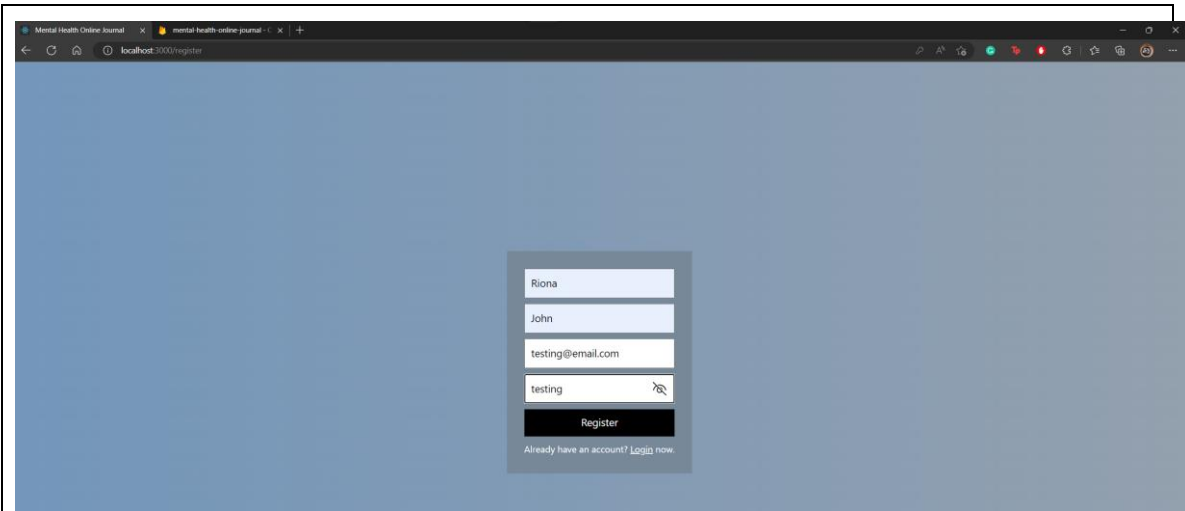 Mental Health Online Journal
mental-health-online-journal - C
localhost:3000/register
Riona
John
testing@email.com
testing
Register
Already have an account? Login now.